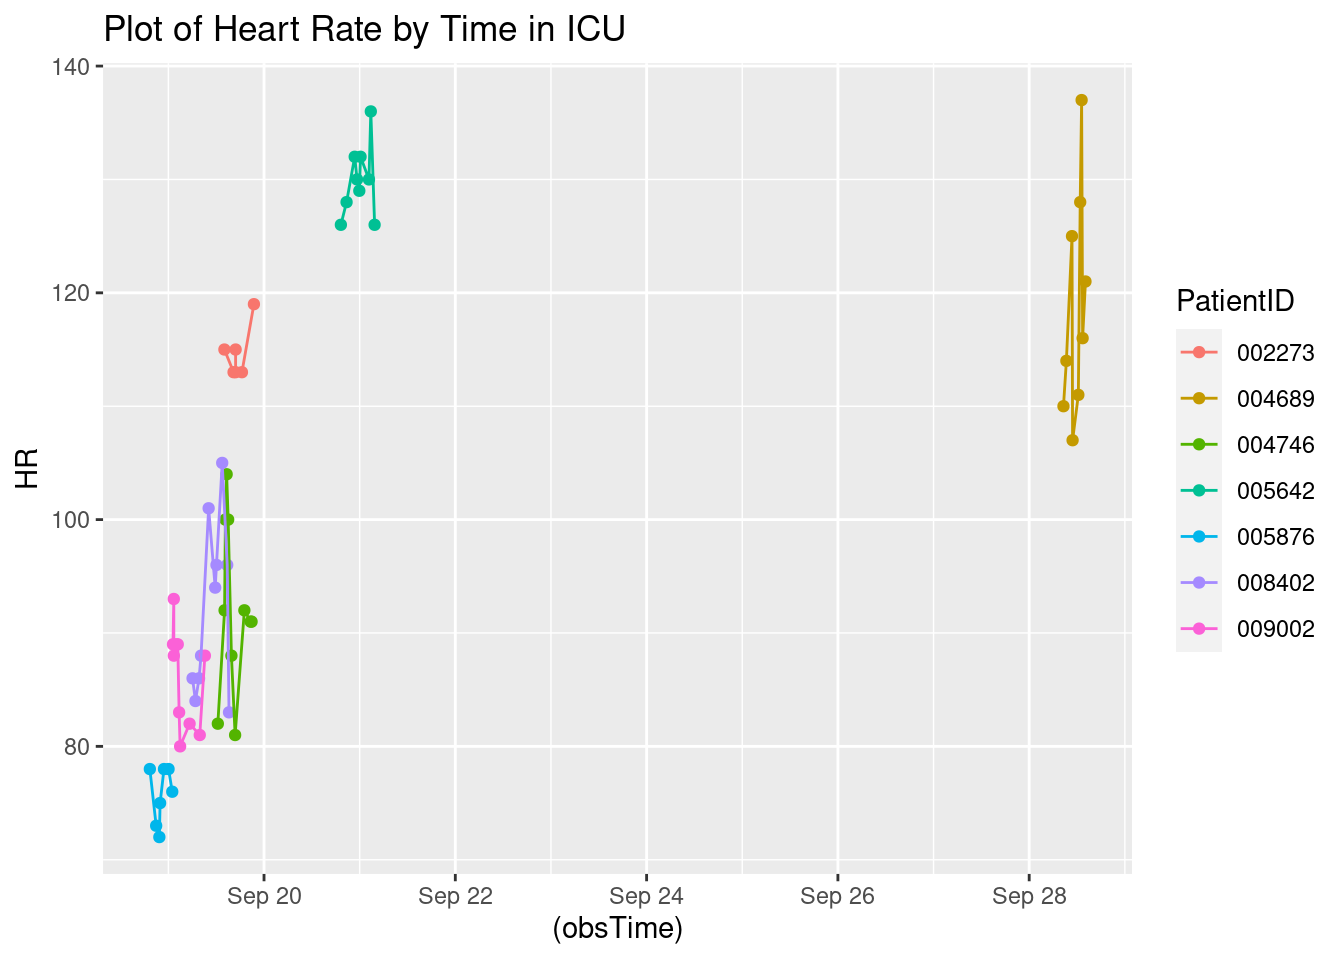 Plot of Heart Rate by Time in ICU
140
120
100
80
HR
Sep 20
Sep 22
Sep 24
Sep 26
Sep 28
(obsTime)
PatientID
002273
004689
004746
005642
005876
008402
009002